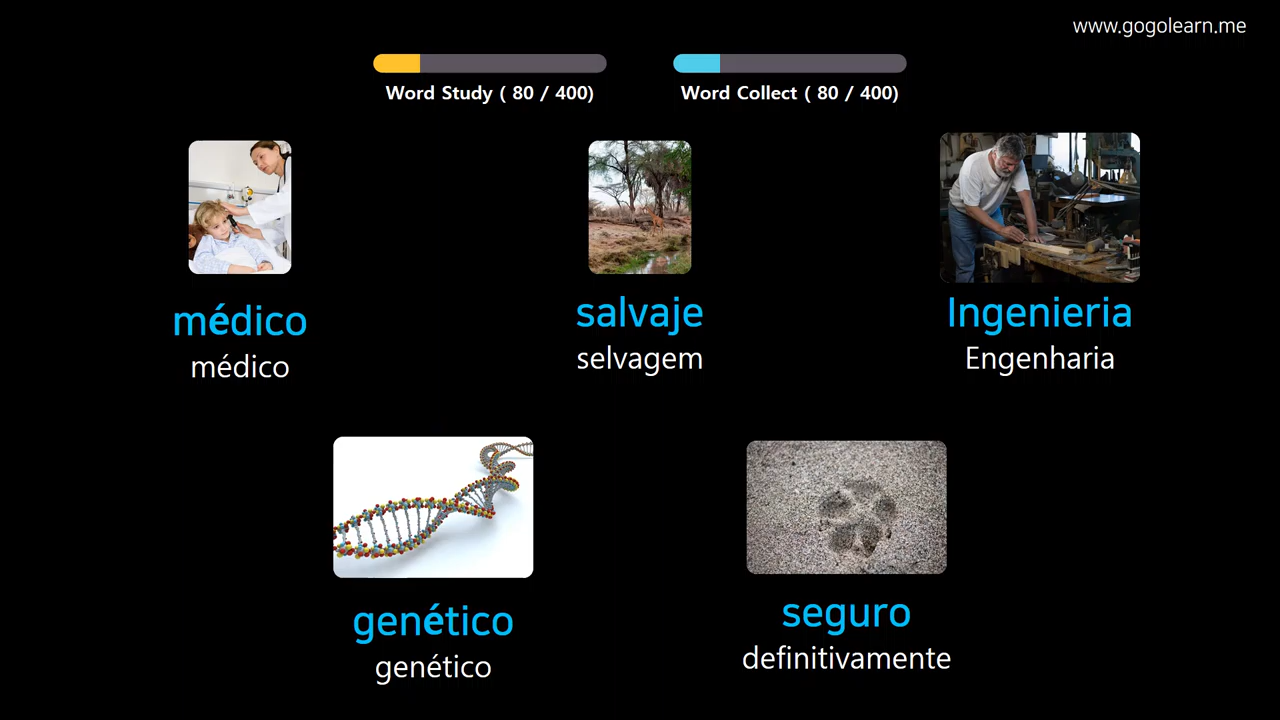 www.gogolearn.me
Word Study ( 80 / 400)
Word Collect ( 80 / 400)
médico
médico
salvaje
selvagem
Ingenieria
Engenharia
genético
genético
seguro
definitivamente